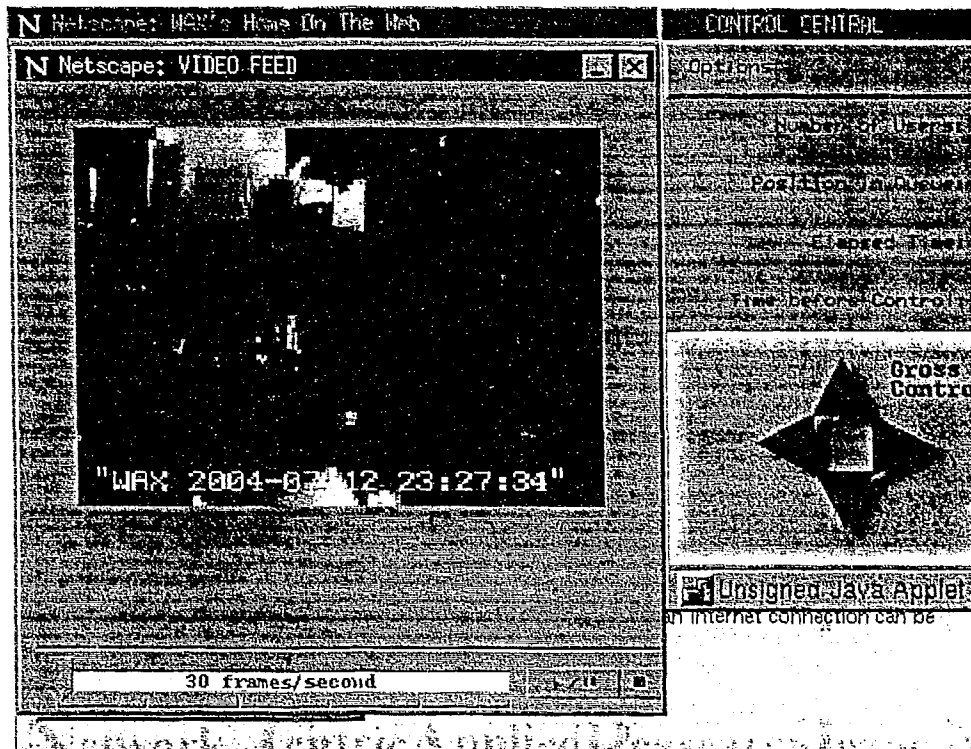 N Netscape: WAX's Home On The Web
N Netscape: VIDEO FEED
"WAX 2004-07-12 23:27:34"
30 frames/second
CONTROL CENTRAL
Options
Number of Users:
Position in Queue:
Elapsed Time:
Time before Control:
Gross
Contro
Unsigned Java Applet
an internet connection can be